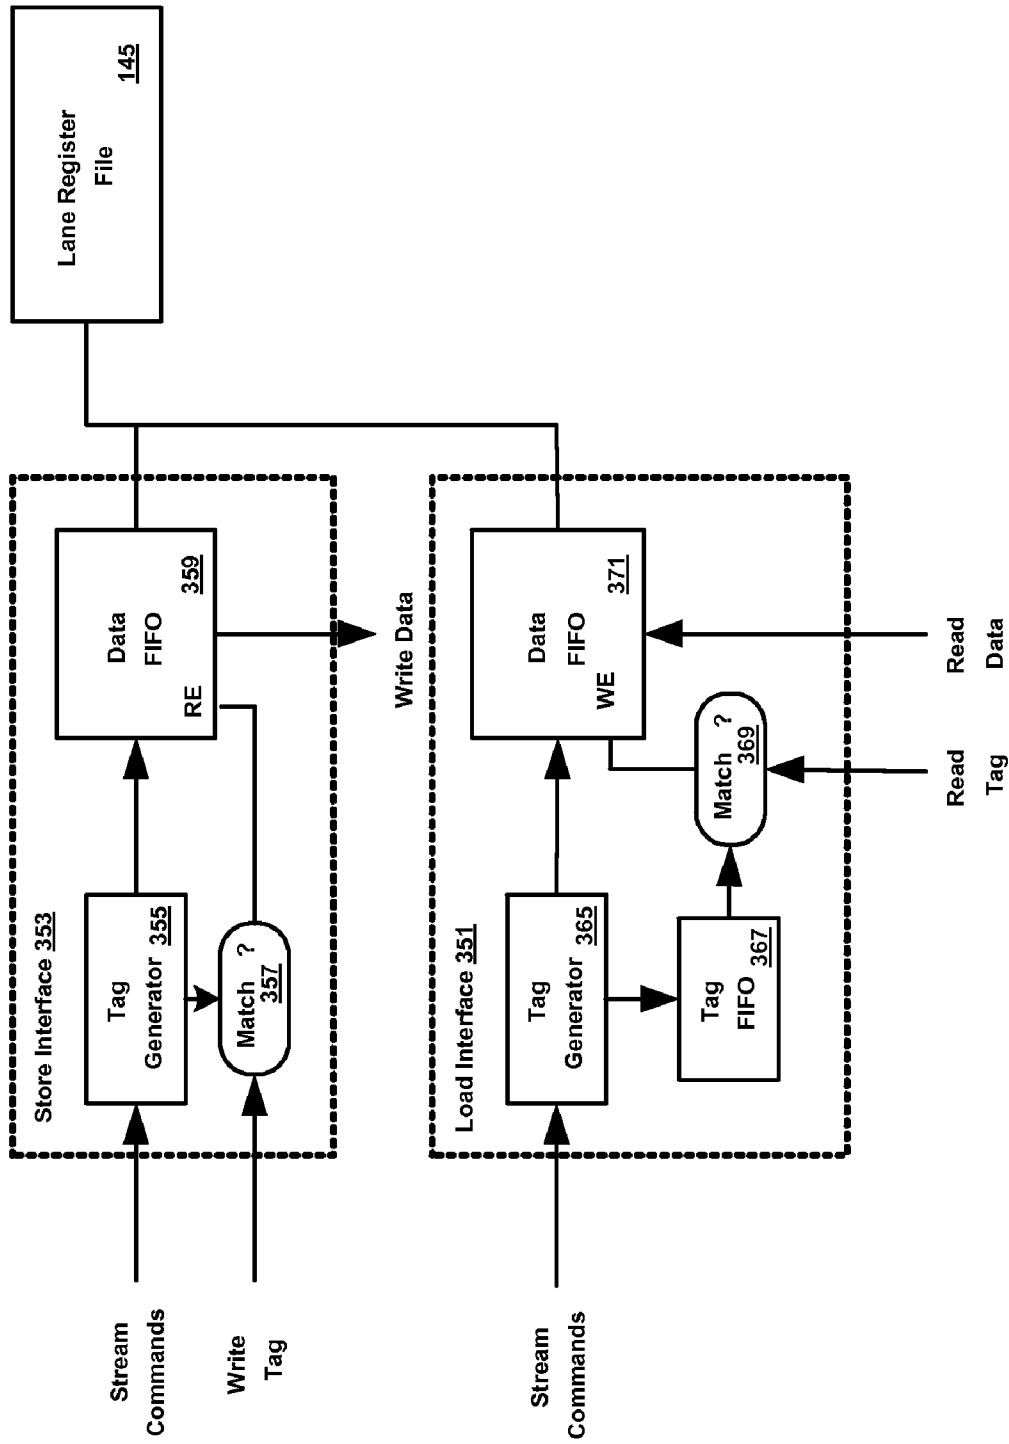 Lane Register
File
145
Store Interface 353
Tag
Generator 355
Data
FIFO
359
RE
Match ?
357
Stream
Commands
Write
Tag
Write Data
Load Interface 351
Tag
Generator 365
Data
FIFO
371
WE
Tag
FIFO 367
Match ?
369
Stream
Commands
Read
Tag
Read
Data